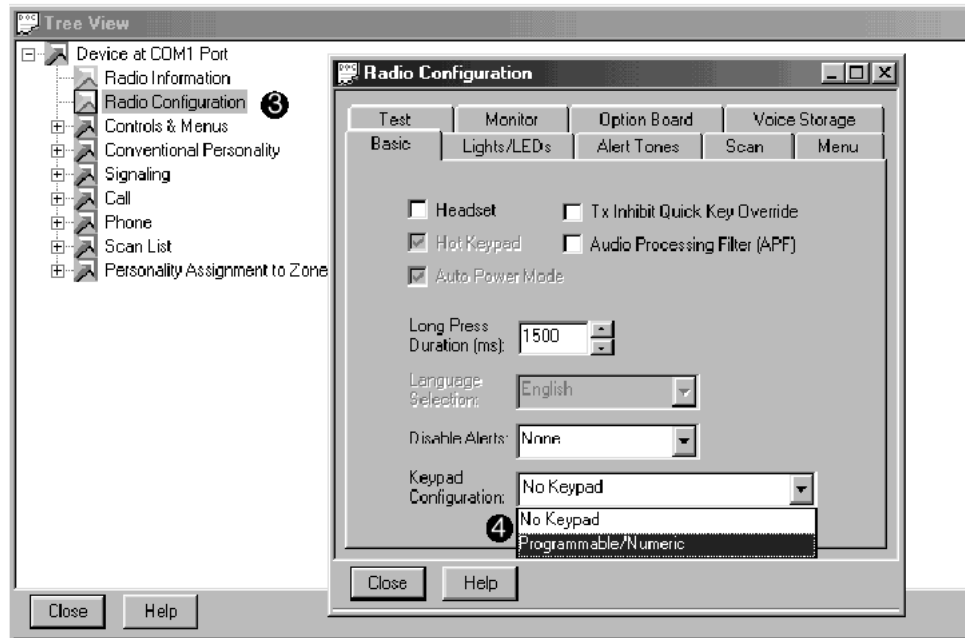 Tree View
Device at COM1 Port
Radio Information
Radio Configuration 3
Controls & Menus
Conventional Personality
Signaling
Call
Phone
Scan List
Personality Assignment to Zone
Close Help
Radio Configuration
Test Monitor Option Board Voice Storage
Basic Lights/LEDs Alert Tones Scan Menu
Headset Tx Inhibit Quick Key Override
Hot Keypad Audio Processing Filter (APF)
Auto Power Mode
Long Press
Duration (ms): 1500
Language
Selection: English
Disable Alerts: None
Keypad
Configuration: No Keypad
4 No Keypad
Programmable/Numeric
Close Help